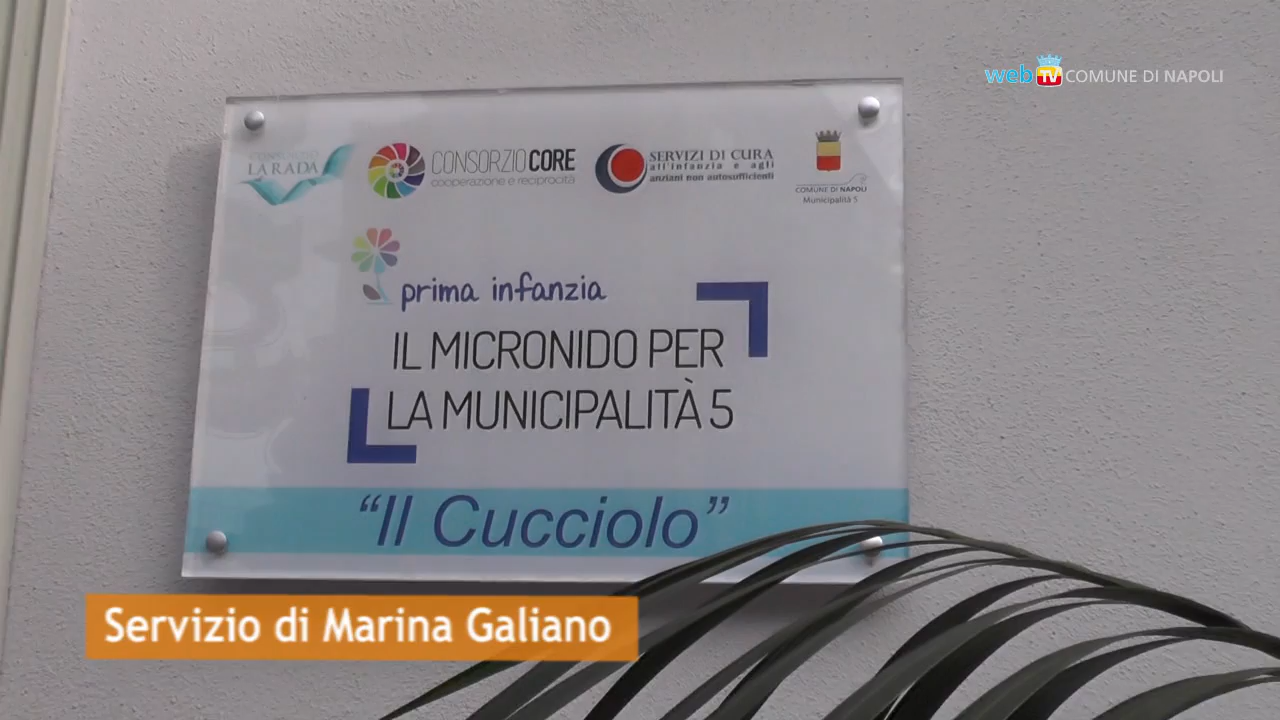 web TV COMUNE DI NAPOLI
CONSORZIO
LA RADA
CONSORZIO CORE
cooperazione e reciprocità
SERVIZI DI CURA
all'infanzia e agli
anziani non autosufficienti
COMUNE DI NAPOLI
Municipalità 5
prima infanzia
IL MICRONIDO PER
LA MUNICIPALITÀ 5
“Il Cucciolo”
Servizio di Marina Galiano